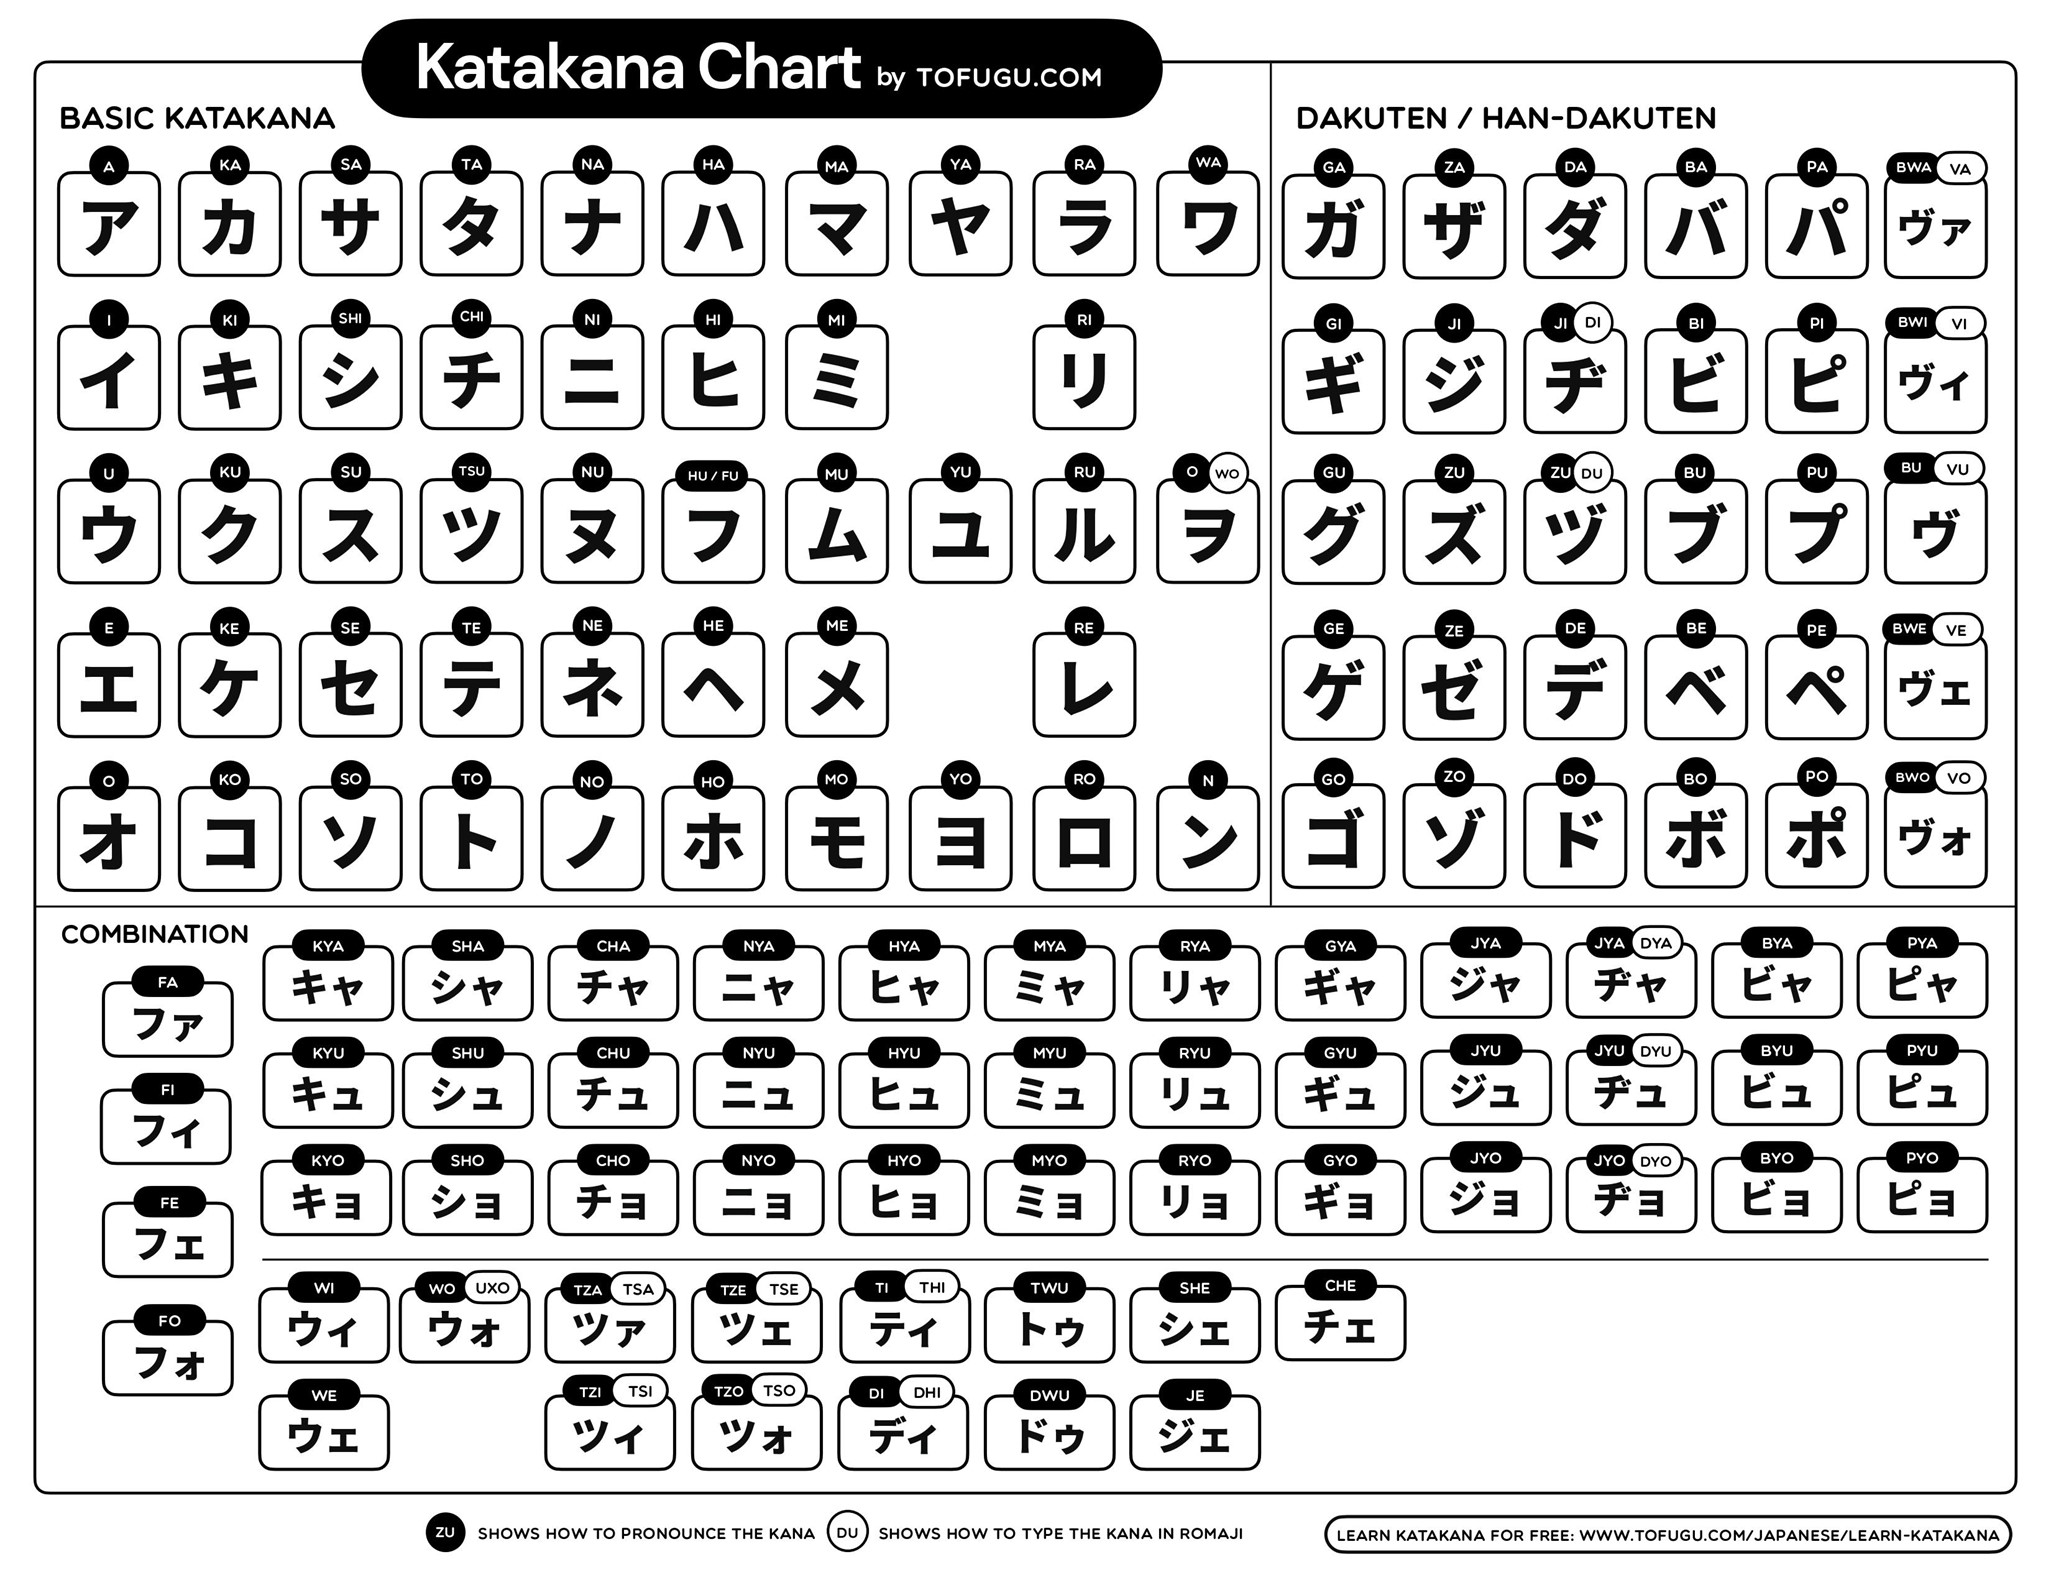 Katakana Chart by TOFUGU.COM
BASIC KATAKANA
A KA SA TA NA HA MA YA RA WA
ア カ サ タ ナ ハ マ ヤ ラ ワ
I KI SHI CHI NI HI MI RI
イ キ シ チ ニ ヒ ミ リ
U KU SU TSU NU HU / FU MU YU RU O WO
ウ ク ス ツ ヌ フ ム ユ ル ヲ
E KE SE TE NE HE ME RE
エ ケ セ テ ネ ヘ メ レ
O KO SO TO NO HO MO YO RO N
オ コ ソ ト ノ ホ モ ヨ ロ ン
DAKUTEN / HAN-DAKUTEN
GA ZA DA BA PA BWA VA
ガ ザ ダ バ パ ヴァ
GI JI JI DI BI PI BWI VI
ギ ジ ヂ ビ ピ ヴィ
GU ZU ZU DU BU PU BU VU
グ ズ ヅ ブ プ ヴ
GE ZE DE BE PE BWE VE
ゲ ゼ デ ベ ペ ヴェ
GO ZO DO BO PO BWO VO
ゴ ゾ ド ボ ポ ヴォ
COMBINATION
FA
ファ
FI
フィ
FE
フェ
FO
フォ
KYA SHA CHA NYA HYA MYA RYA GYA JYA JYA DYA BYA PYA
キャ シャ チャ ニャ ヒャ ミャ リャ ギャ ジャ ヂャ ビャ ピャ
KYU SHU CHU NYU HYU MYU RYU GYU JYU JYU DYU BYU PYU
キュ シュ チュ ニュ ヒュ ミュ リュ ギュ ジュ ヂュ ビュ ピュ
KYO SHO CHO NYO HYO MYO RYO GYO JYO JYO DYO BYO PYO
キョ ショ チョ ニョ ヒョ ミョ リョ ギョ ジョ ヂョ ビョ ピョ
WI WO UXO TZA TSA TZE TSE TI THI TWU SHE CHE
ウィ ウォ ツァ ツェ ティ トゥ シェ チェ
WE TZI TSI TZO TSO DI DHI DWU JE
ウェ ツィ ツォ ディ ドゥ ジェ
ZU SHOWS HOW TO PRONOUNCE THE KANA DU SHOWS HOW TO TYPE THE KANA IN ROMAJI
LEARN KATAKANA FOR FREE: WWW.TOFUGU.COM/JAPANESE/LEARN-KATAKANA